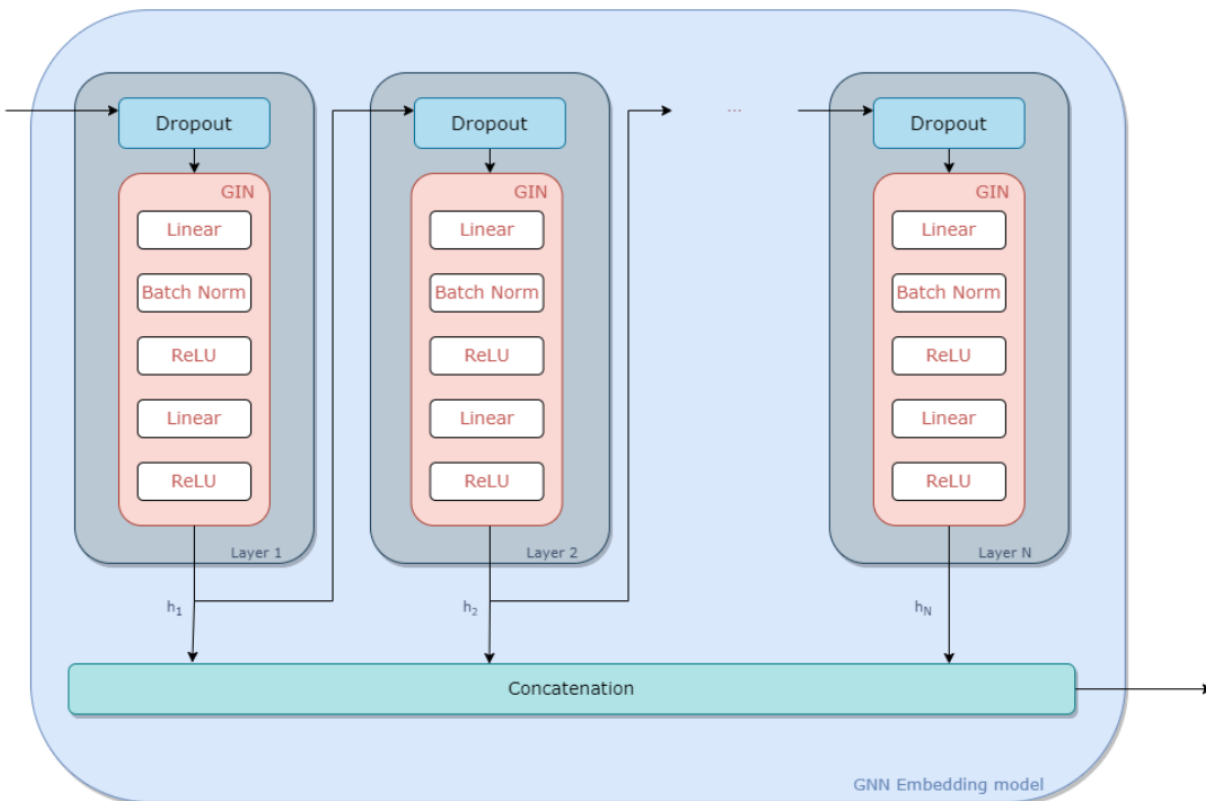 Dropout
GIN
Linear
Batch Norm
ReLU
Linear
ReLU
Layer 1
h₁
Dropout
GIN
Linear
Batch Norm
ReLU
Linear
ReLU
Layer 2
h₂
...
Dropout
GIN
Linear
Batch Norm
ReLU
Linear
ReLU
Layer N
h_N
Concatenation
GNN Embedding model